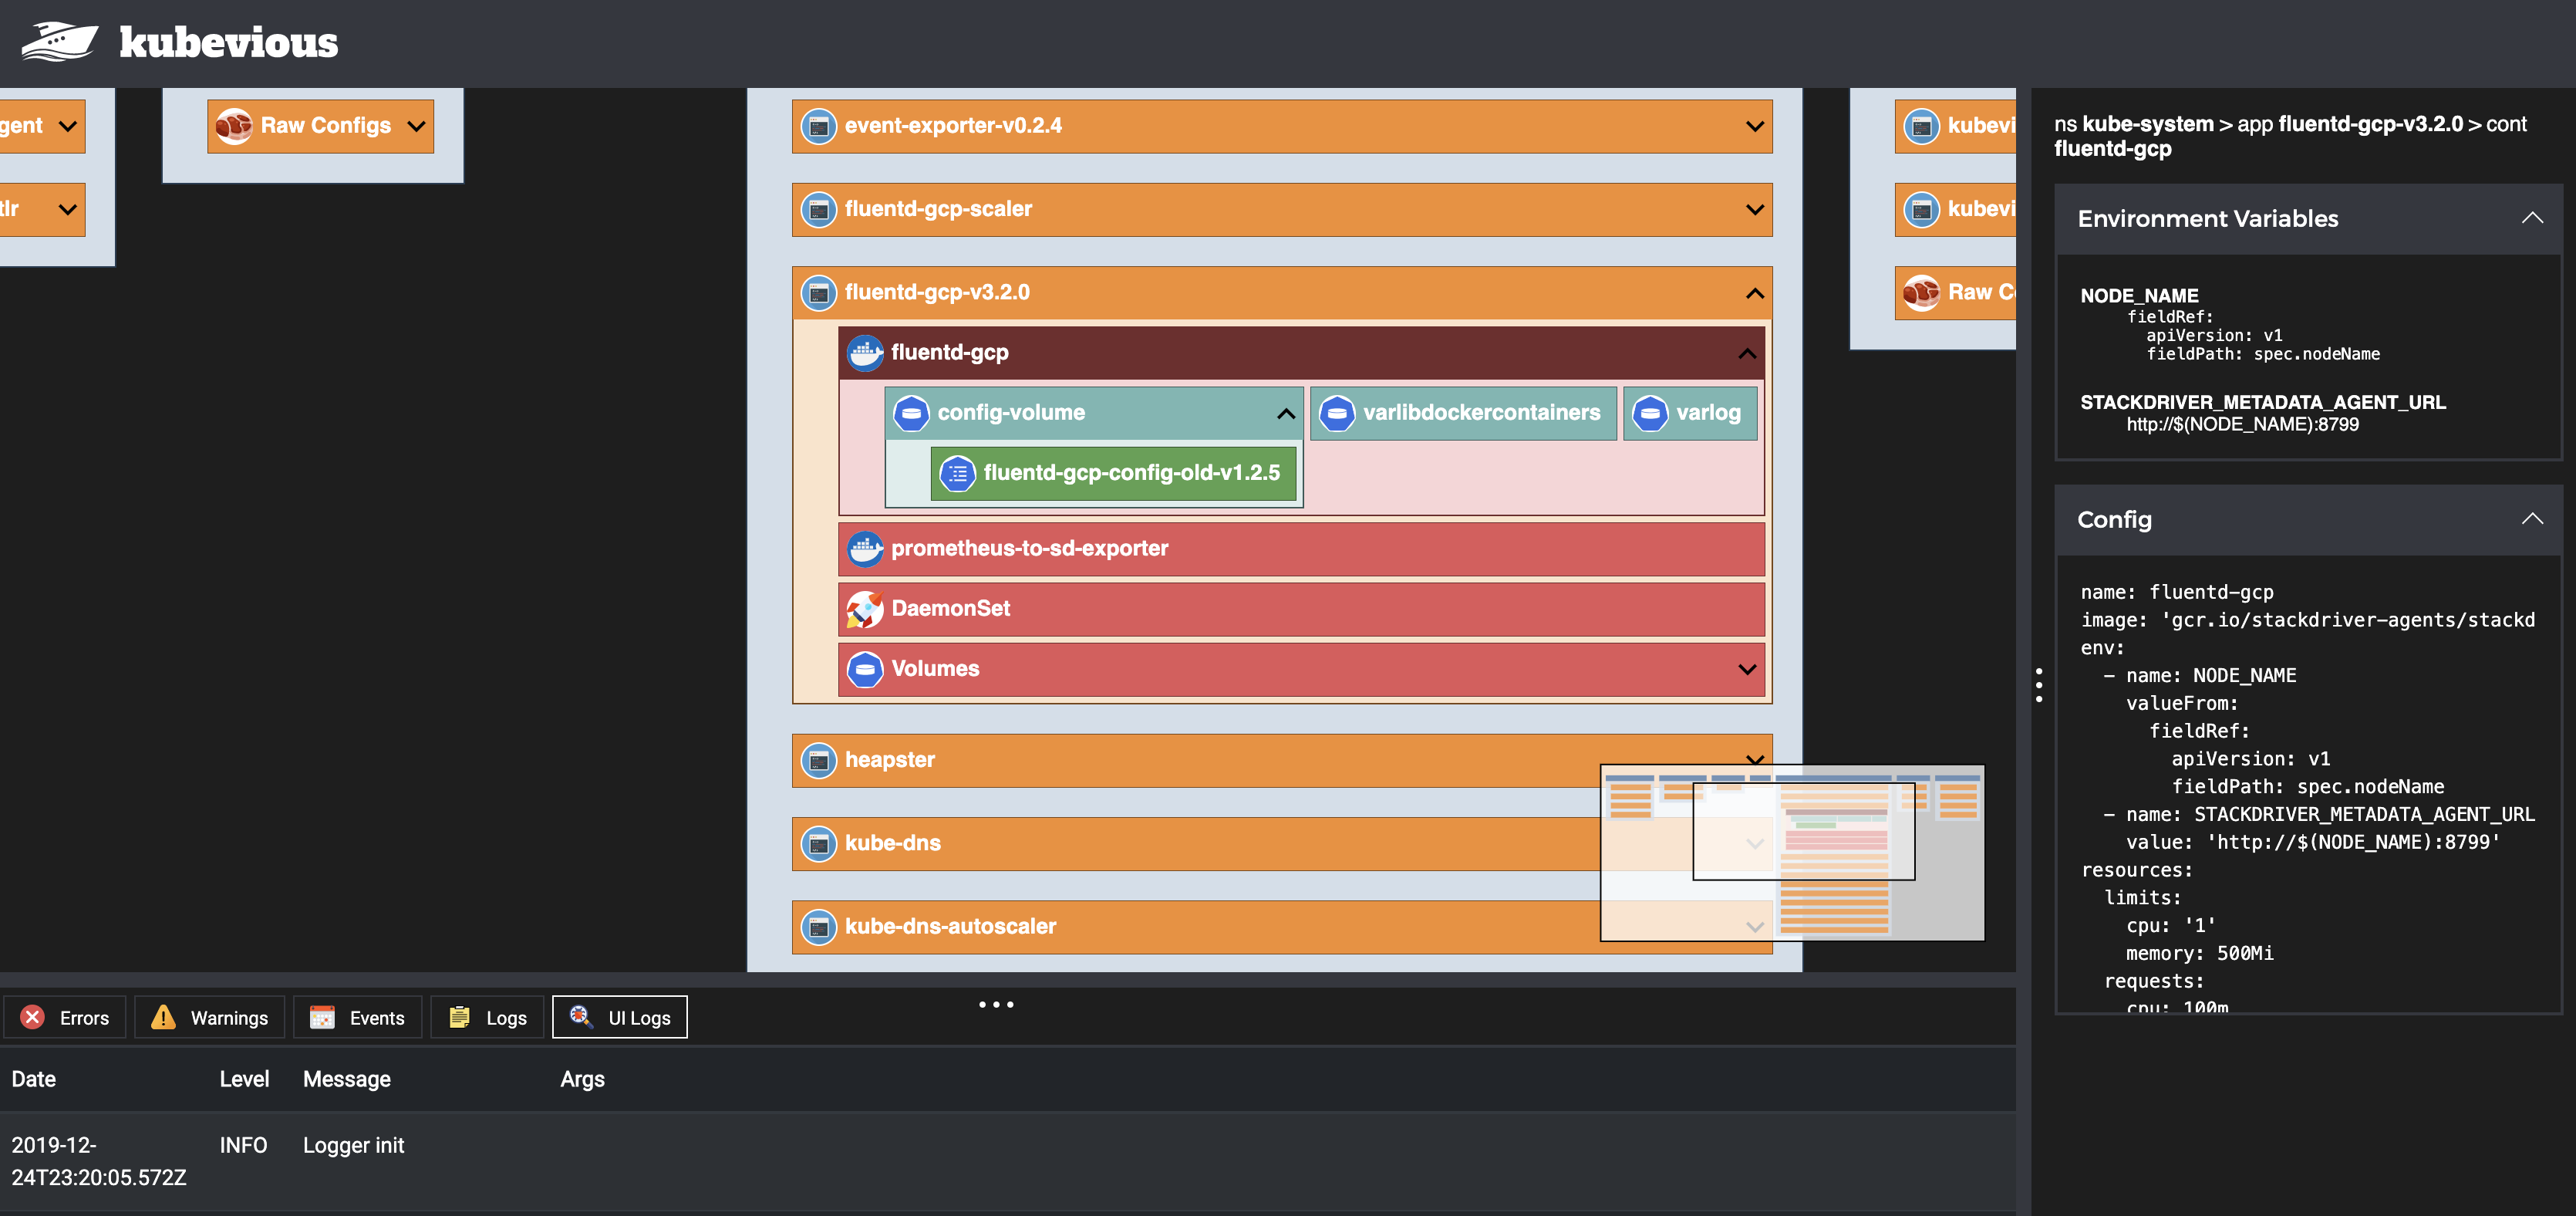 kubevious
gent
tlr
Raw Configs
event-exporter-v0.2.4
fluentd-gcp-scaler
fluentd-gcp-v3.2.0
fluentd-gcp
config-volume
varlibdockercontainers
varlog
fluentd-gcp-config-old-v1.2.5
prometheus-to-sd-exporter
DaemonSet
Volumes
heapster
kube-dns
kube-dns-autoscaler
kubevi
kubevi
Raw C
ns kube-system > app fluentd-gcp-v3.2.0 > cont
fluentd-gcp
Environment Variables
NODE_NAME
fieldRef:
apiVersion: v1
fieldPath: spec.nodeName
STACKDRIVER_METADATA_AGENT_URL
http://$(NODE_NAME):8799
Config
name: fluentd-gcp
image: 'gcr.io/stackdriver-agents/stackd
env:
- name: NODE_NAME
valueFrom:
fieldRef:
apiVersion: v1
fieldPath: spec.nodeName
- name: STACKDRIVER_METADATA_AGENT_URL
value: 'http://$(NODE_NAME):8799'
resources:
limits:
cpu: '1'
memory: 500Mi
requests:
cpu: 100m
Errors
Warnings
Events
Logs
UI Logs
Date Level Message Args
2019-12-
24T23:20:05.572Z
INFO
Logger init